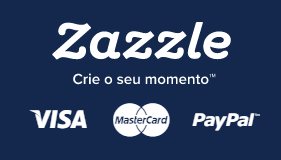 Zazzle
Crie o seu momento™
VISA MasterCard PayPal™